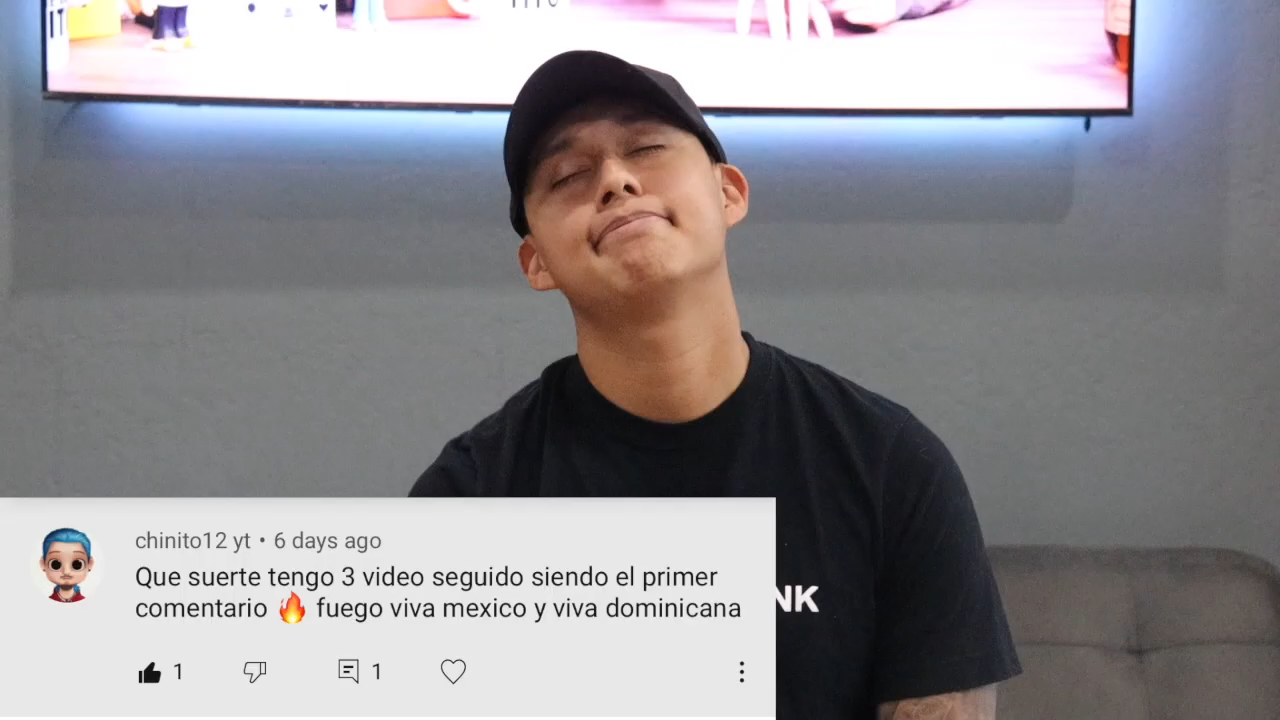 chinito12 yt • 6 days ago
Que suerte tengo 3 video seguido siendo el primer
comentario 🔥 fuego viva mexico y viva dominicana
1
1
NK